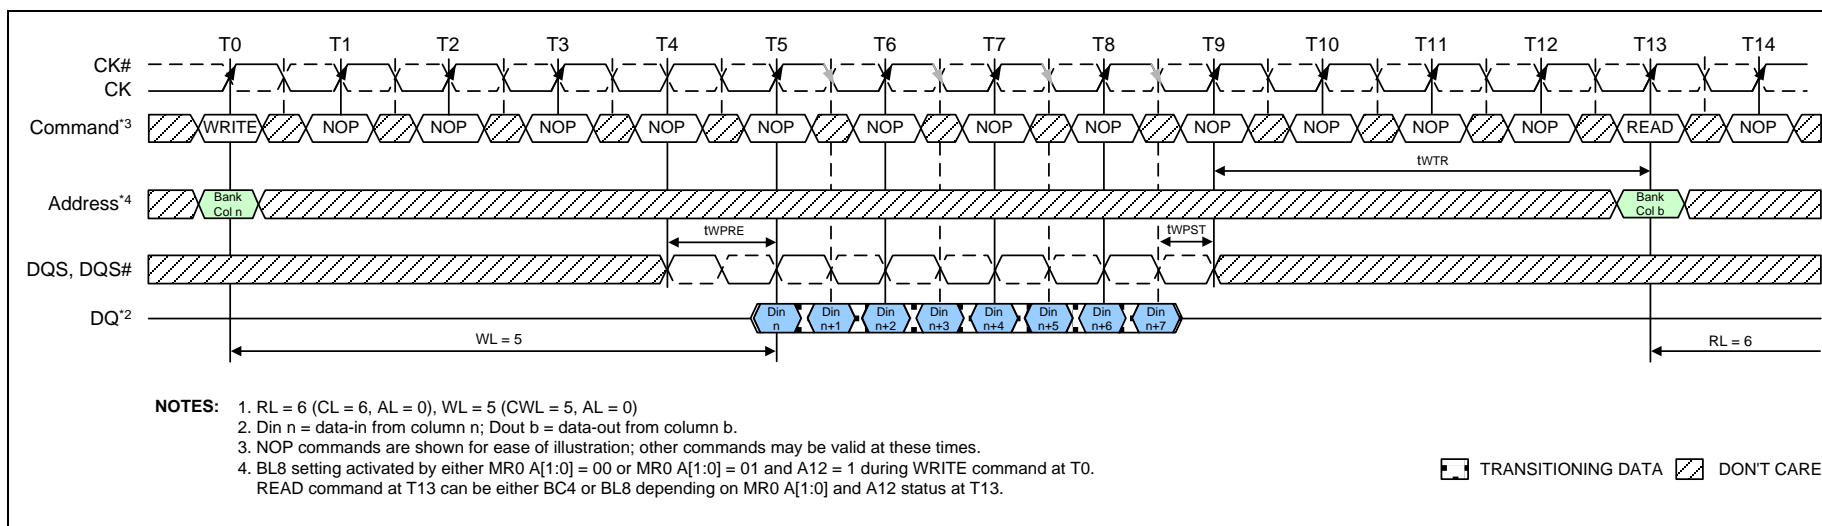 T0 T1 T2 T3 T4 T5 T6 T7 T8 T9 T10 T11 T12 T13 T14
CK#
CK
Command*3 WRITE NOP NOP NOP NOP NOP NOP NOP NOP NOP NOP NOP NOP READ NOP
tWTR
Address*4 Bank Col n Bank Col b
tWPRE tWPST
DQS, DQS#
DQ*2 Din n Din n+1 Din n+2 Din n+3 Din n+4 Din n+5 Din n+6 Din n+7
WL = 5 RL = 6
NOTES: 1. RL = 6 (CL = 6, AL = 0), WL = 5 (CWL = 5, AL = 0)
2. Din n = data-in from column n; Dout b = data-out from column b.
3. NOP commands are shown for ease of illustration; other commands may be valid at these times.
4. BL8 setting activated by either MR0 A[1:0] = 00 or MR0 A[1:0] = 01 and A12 = 1 during WRITE command at T0.
READ command at T13 can be either BC4 or BL8 depending on MR0 A[1:0] and A12 status at T13.
TRANSITIONING DATA DON'T CARE